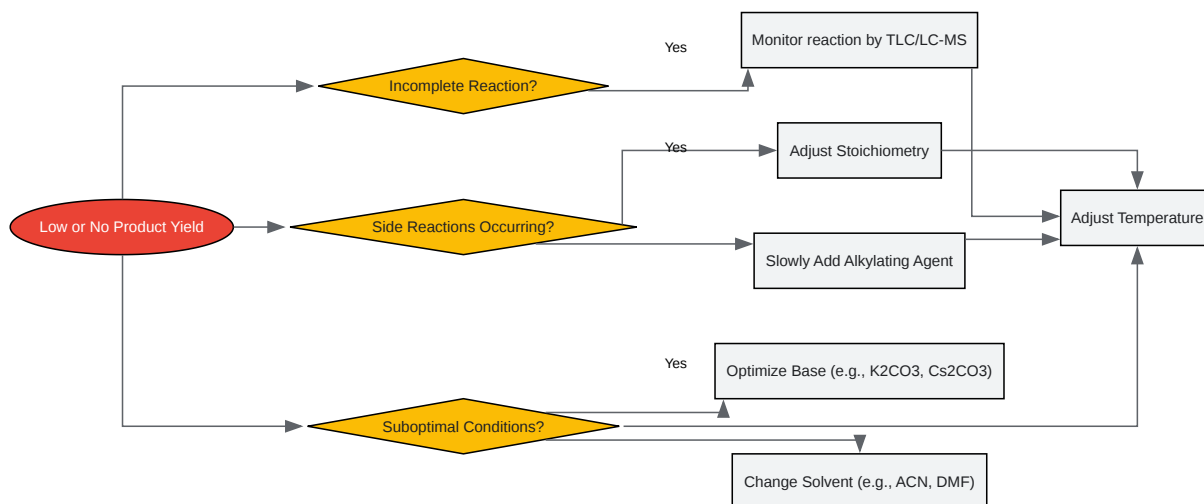 Yes
Monitor reaction by TLC/LC-MS
Incomplete Reaction?
Yes
Adjust Stoichiometry
Low or No Product Yield
Side Reactions Occurring?
Adjust Temperature
Slowly Add Alkylating Agent
Yes
Optimize Base (e.g., K2CO3, Cs2CO3)
Suboptimal Conditions?
Change Solvent (e.g., ACN, DMF)